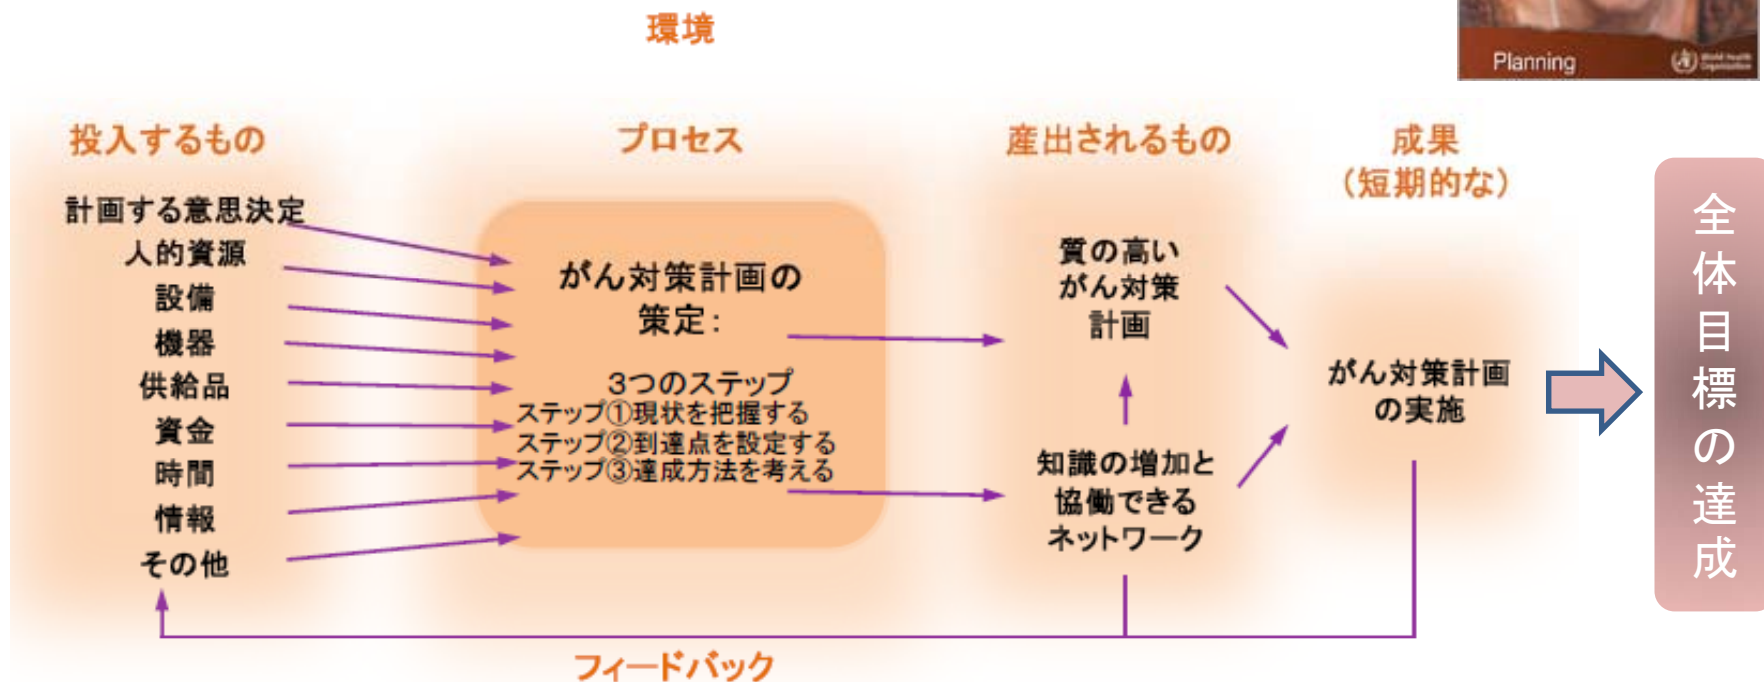 環境
Planning
World Health
Organization
投入するもの
計画する意思決定
人的資源
設備
機器
供給品
資金
時間
情報
その他
プロセス
がん対策計画の
策定：
3つのステップ
ステップ①現状を把握する
ステップ②到達点を設定する
ステップ③達成方法を考える
産出されるもの
質の高い
がん対策
計画
知識の増加と
協働できる
ネットワーク
成果
（短期的な）
がん対策計画
の実施
全体目標の達成
フィードバック